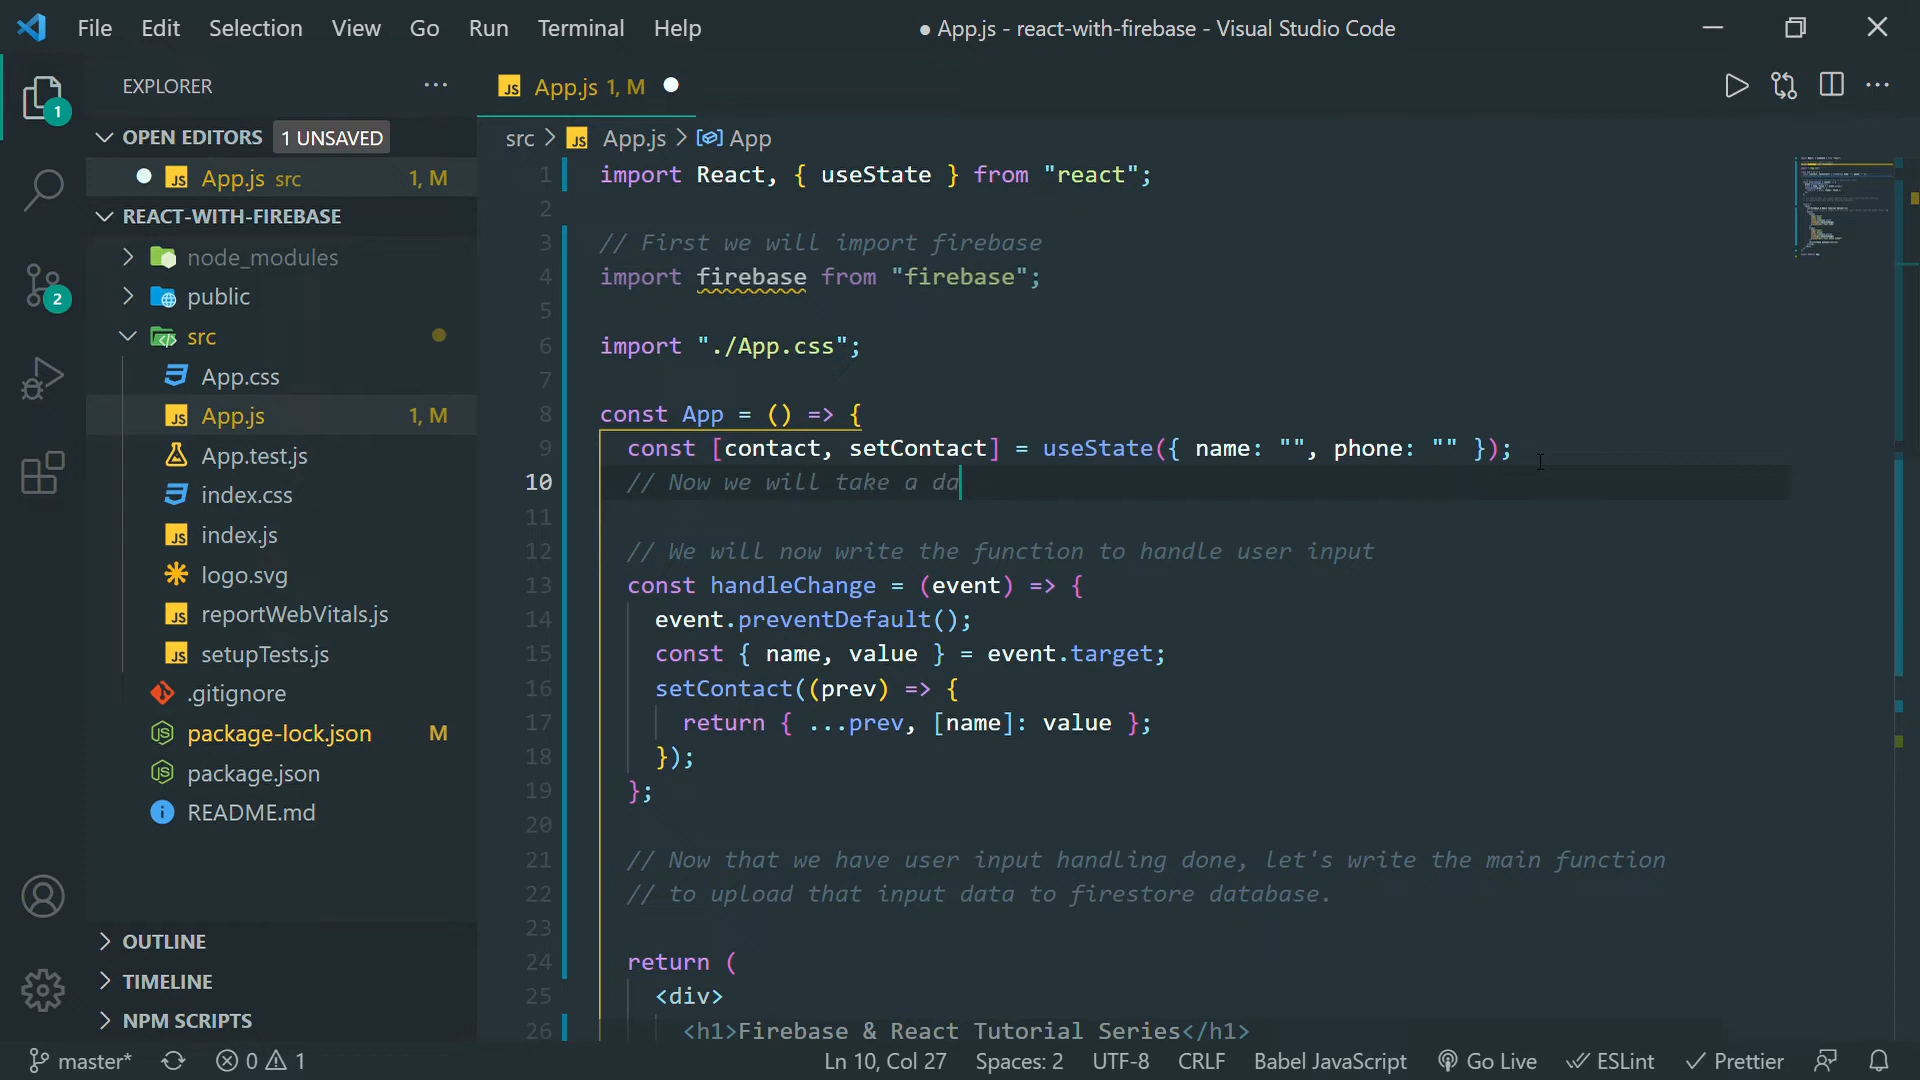 File Edit Selection View Go Run Terminal Help
● App.js - react-with-firebase - Visual Studio Code
EXPLORER
App.js 1, M
OPEN EDITORS 1 UNSAVED
App.js src 1, M
REACT-WITH-FIREBASE
node_modules
public
src
App.css
App.js 1, M
App.test.js
index.css
index.js
logo.svg
reportWebVitals.js
setupTests.js
.gitignore
package-lock.json M
package.json
README.md
OUTLINE
TIMELINE
NPM SCRIPTS
1
2
src > App.js > App
1 import React, { useState } from "react";
2
3 // First we will import firebase
4 import firebase from "firebase";
5
6 import "./App.css";
7
8 const App = () => {
9 const [contact, setContact] = useState({ name: "", phone: "" });
10 // Now we will take a da
11
12 // We will now write the function to handle user input
13 const handleChange = (event) => {
14 event.preventDefault();
15 const { name, value } = event.target;
16 setContact((prev) => {
17 return { ...prev, [name]: value };
18 });
19 };
20
21 // Now that we have user input handling done, let's write the main function
22 // to upload that input data to firestore database.
23
24 return (
25 <div>
26 <h1>Firebase & React Tutorial Series</h1>
master* 0 1 Ln 10, Col 27 Spaces: 2 UTF-8 CRLF Babel JavaScript Go Live ESLint Prettier